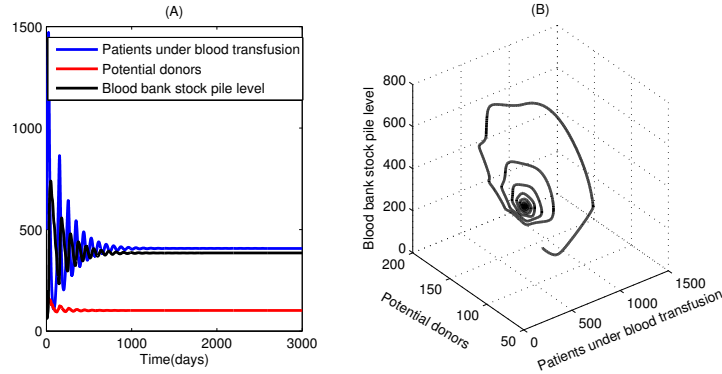 (A)
1500
1000
500
0
0
1000
2000
3000
Time(days)
Patients under blood transfusion
Potential donors
Blood bank stock pile level
(B)
Blood bank stock pile level
800
600
400
200
0
200
150
100
50
Potential donors
0
500
1000
1500
Patients under blood transfusion